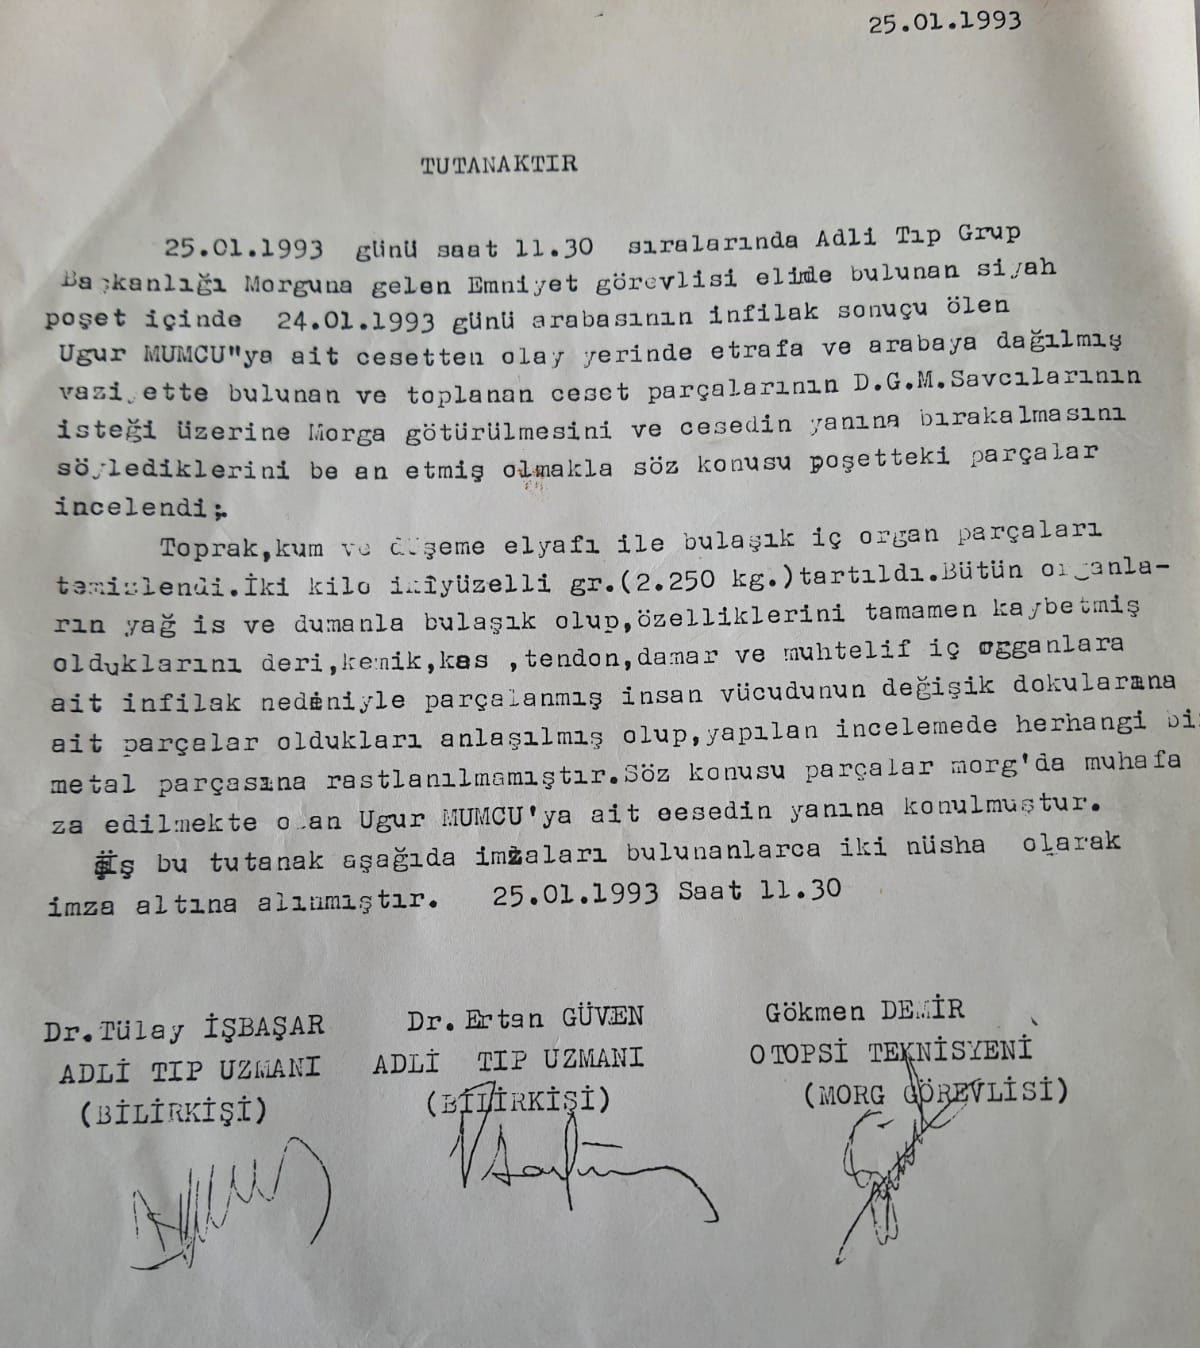 25.01.1993
TUTANAKTIR
25.01.1993 günü saat 11.30 sıralarında Adli Tıp Grup
Başkanlığı Morguna gelen Emniyet görevlisi elinde bulunan siyah
poşet içinde 24.01.1993 günü arabasının infilak sonuçu ölen
Ugur MUMCU"ya ait cesetten olay yerinde etrafa ve arabaya dağılmış
vaziyette bulunan ve toplanan ceset parçalarının D.G.M.Savcılarının
isteği üzerine Morga götürülmesini ve cesedin yanına bırakalmasını
söylediklerini beyan etmiş olmakla söz konusu poşetteki parçalar
incelendi;
Toprak,kum ve döşeme elyafı ile bulaşık iç organ parçaları
temizlendi.İki kilo ikiyüzelli gr.(2.250 kg.)tartıldı.Bütün organla-
rın yağ is ve dumanla bulaşık olup,özelliklerini tamamen kaybetmiş
olduklarını deri,kemik,kas ,tendon,damar ve muhtelif iç organlara
ait infilak nedeniyle parçalanmış insan vücudunun değişik dokularına
ait parçalar oldukları anlaşılmış olup,yapılan incelemede herhangi bi
metal parçasına rastlanılmamıştır.Söz konusu parçalar morg'da muhafa
za edilmekte olan Ugur MUMCU'ya ait cesedin yanına konulmuştur.
İş bu tutanak aşağıda imzaları bulunanlarca iki nüsha olarak
imza altına alınmıştır. 25.01.1993 Saat 11.30
Dr.Tülay İŞBAŞAR Dr.Ertan GÜVEN Gökmen DEMİR
ADLİ TIP UZMANI ADLİ TIP UZMANI OTOPSİ TEKNİSYENİ
(BİLİRKİŞİ) (BİLİRKİŞİ) (MORG GÖREVLİSİ)